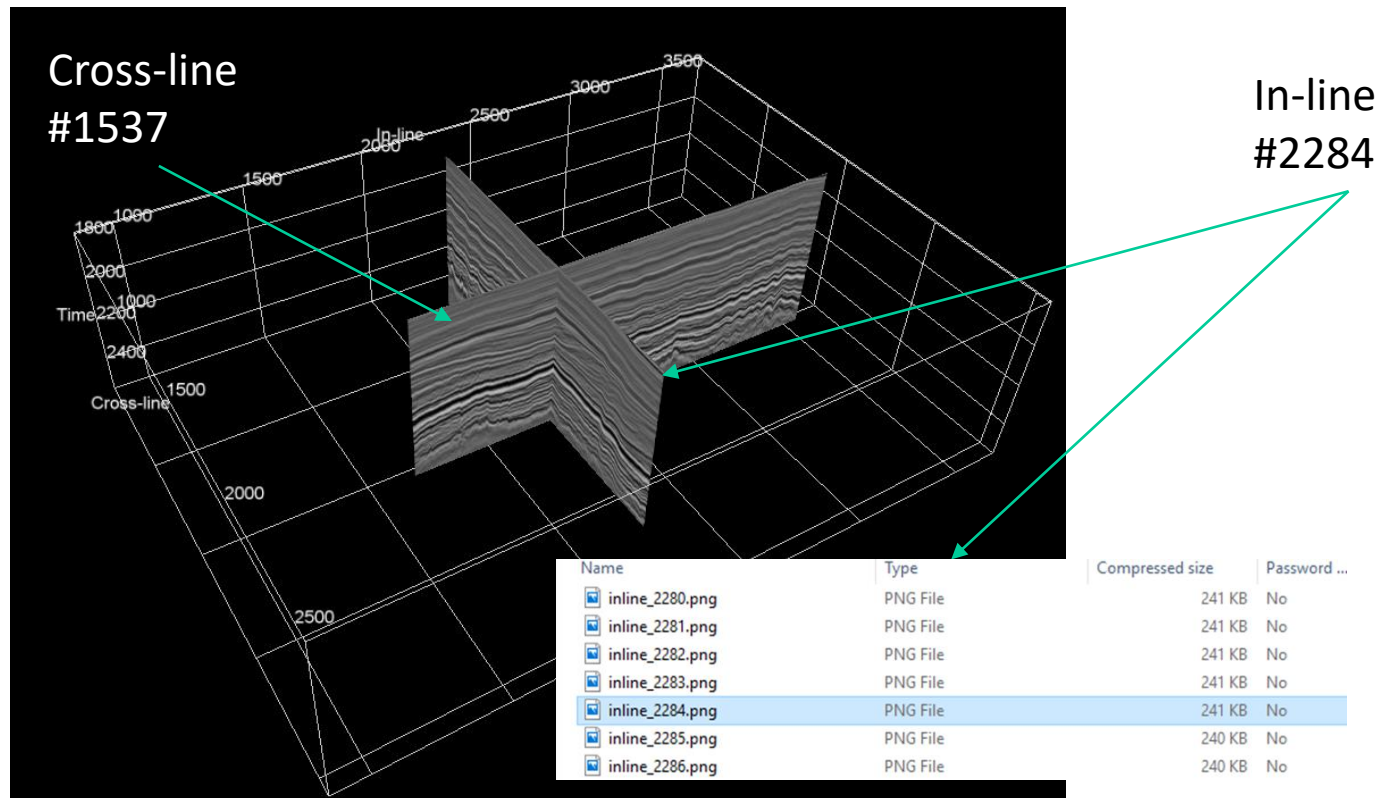 Cross-line
#1537
In-line
#2284
3500
3000
2500
In-line
2000
1500
1000
1800
2000
1000
Time
2200
2400
1500
Cross-line
2000
2500
Name Type Compressed size Password ...
inline_2280.png PNG File 241 KB No
inline_2281.png PNG File 241 KB No
inline_2282.png PNG File 241 KB No
inline_2283.png PNG File 241 KB No
inline_2284.png PNG File 241 KB No
inline_2285.png PNG File 240 KB No
inline_2286.png PNG File 240 KB No